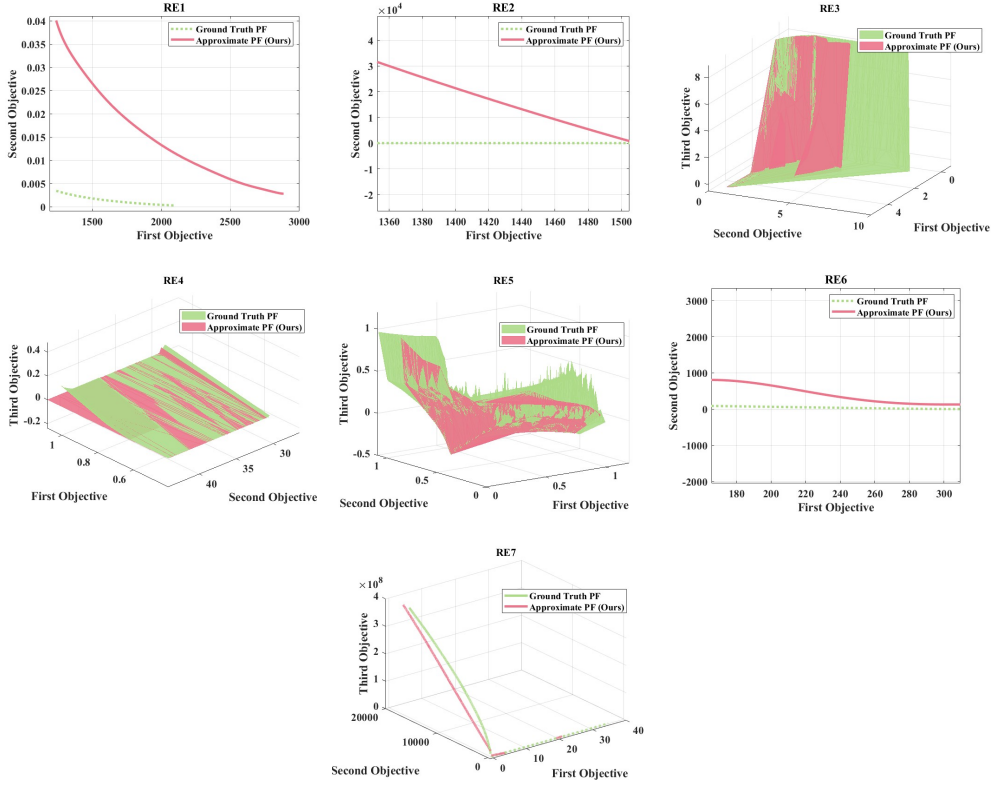 RE1
Ground Truth PF
Approximate PF (Ours)
Second Objective
0.04
0.035
0.03
0.025
0.02
0.015
0.01
0.005
0
1500
2000
2500
3000
First Objective
RE2
× 10⁴
Ground Truth PF
Approximate PF (Ours)
Second Objective
4
3
2
1
0
-1
-2
1360
1380
1400
1420
1440
1460
1480
1500
First Objective
RE3
Ground Truth PF
Approximate PF (Ours)
Third Objective
8
6
4
2
0
0
5
10
Second Objective
4
2
0
First Objective
RE4
Ground Truth PF
Approximate PF (Ours)
Third Objective
0.4
0.2
0
-0.2
1
0.8
0.6
First Objective
40
35
30
Second Objective
RE5
Ground Truth PF
Approximate PF (Ours)
Third Objective
1
0.5
0
-0.5
1
0.5
0
Second Objective
0
0.5
1
First Objective
RE6
Ground Truth PF
Approximate PF (Ours)
Second Objective
3000
2000
1000
0
-1000
-2000
180
200
220
240
260
280
300
First Objective
RE7
× 10⁸
Ground Truth PF
Approximate PF (Ours)
Third Objective
4
3
2
1
0
20000
10000
0
Second Objective
0
10
20
30
40
First Objective